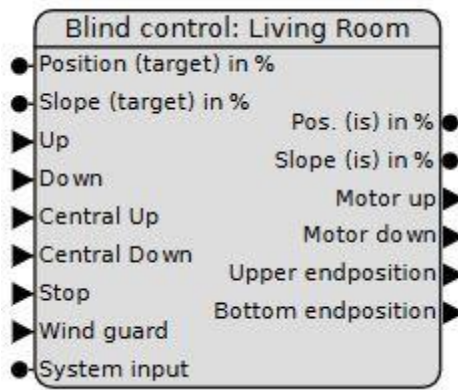 Blind control: Living Room
Position (target) in %
Slope (target) in %
Up
Down
Central Up
Central Down
Stop
Wind guard
System input
Pos. (is) in %
Slope (is) in %
Motor up
Motor down
Upper endposition
Bottom endposition